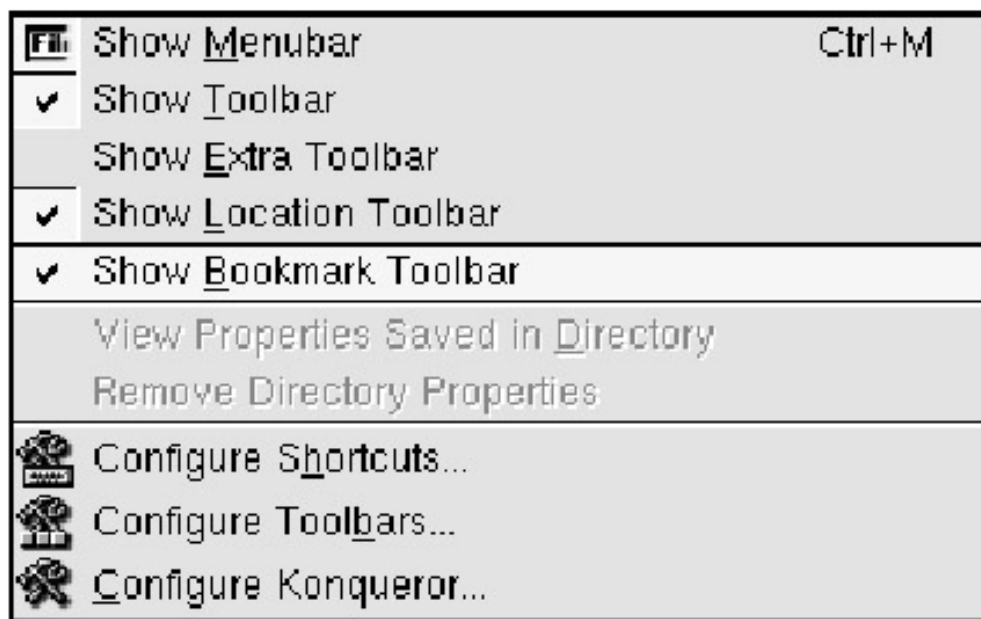 Show Menubar Ctrl+M
Show Toolbar
Show Extra Toolbar
Show Location Toolbar
Show Bookmark Toolbar
View Properties Saved in Directory
Remove Directory Properties
Configure Shortcuts...
Configure Toolbars...
Configure Konqueror...